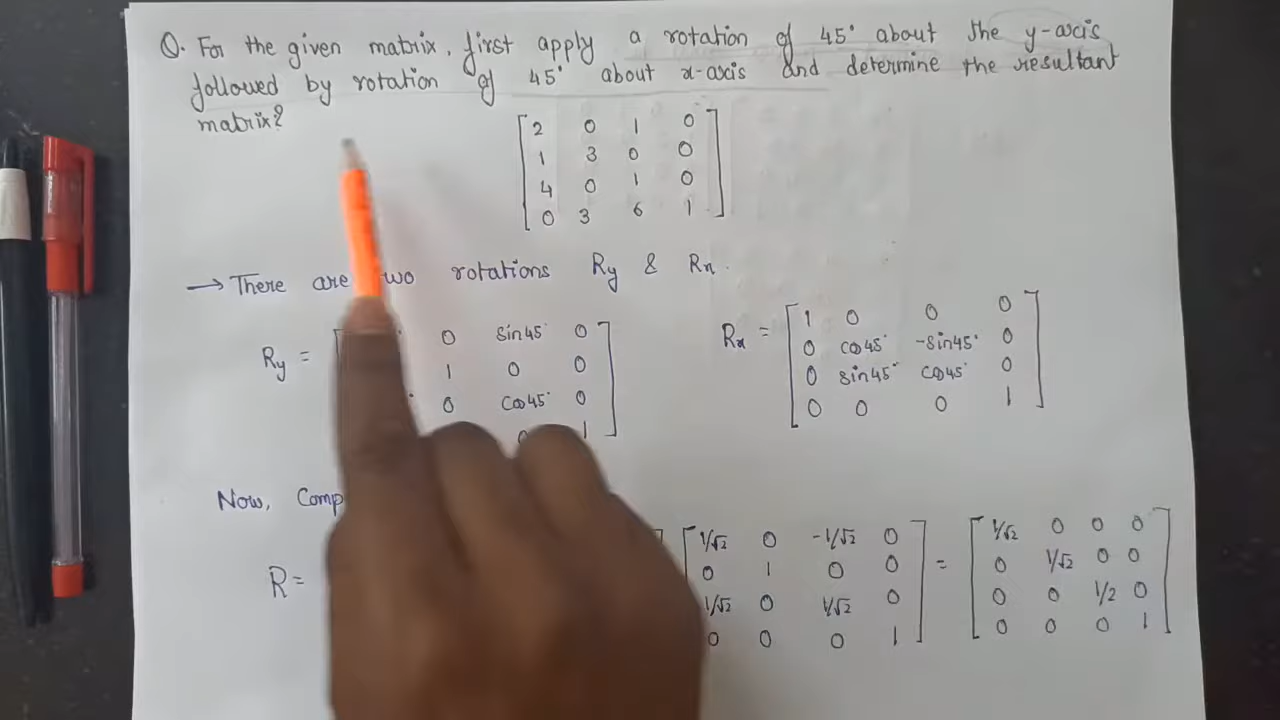 Q. For the given matrix, first apply a rotation of 45° about the y-axis
followed by rotation of 45° about x-axis and determine the resultant
matrix?
2 0 1 0
1 3 0 0
4 0 1 0
0 3 6 1
→ There are two rotations Ry & Rx.
Ry =
0 sin45° 0
1 0 0
0 cos45° 0
0 1
Rx =
1 0 0 0
0 cos45° -sin45° 0
0 sin45° cos45° 0
0 0 0 1
Now, Comp
R=
1/√2 0 -1/√2 0
0 1 0 0
1/√2 0 1/√2 0
0 0 0 1
=
1/√2 0 0 0
0 1/√2 0 0
0 0 1/2 0
0 0 0 1